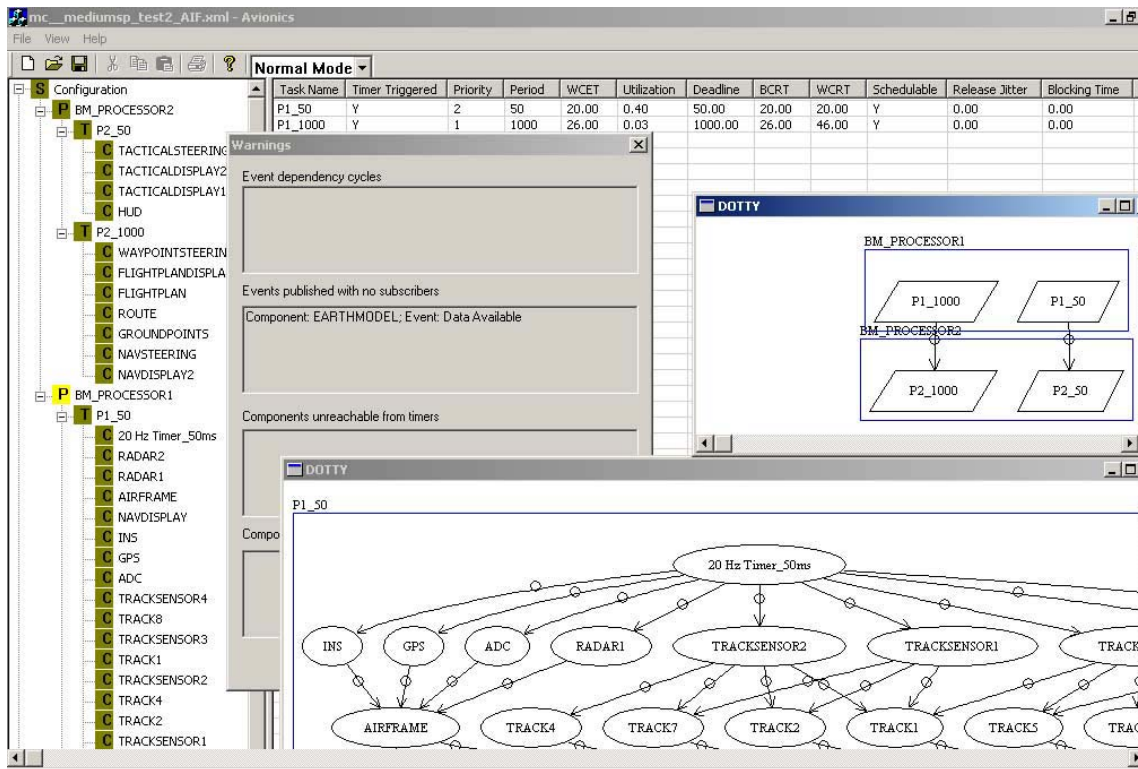 mc__mediumsp_test2_AIF.xml - Avionics
File View Help
Normal Mode
Configuration
BM_PROCESSOR2
P2_50
TACTICALSTEERING
TACTICALDISPLAY2
TACTICALDISPLAY1
HUD
P2_1000
WAYPOINTSTEERIN
FLIGHTPLANDISPLA
FLIGHTPLAN
ROUTE
GROUNDPOINTS
NAVSTEERING
NAVDISPLAY2
BM_PROCESSOR1
P1_50
20 Hz Timer_50ms
RADAR2
RADAR1
AIRFRAME
NAVDISPLAY
INS
GPS
ADC
TRACKSENSOR4
TRACK8
TRACKSENSOR3
TRACK1
TRACKSENSOR2
TRACK4
TRACK2
TRACKSENSOR1
Task Name Timer Triggered Priority Period WCET Utilization Deadline BCRT WCRT Schedulable Release Jitter Blocking Time
P1_50 Y 2 50 20.00 0.40 50.00 20.00 20.00 Y 0.00 0.00
P1_1000 Y 1 1000 26.00 0.03 1000.00 26.00 46.00 Y 0.00 0.00
Warnings
Event dependency cycles
Events published with no subscribers
Component: EARTHMODEL; Event: Data Available
Components unreachable from timers
Compo
DOTTY
BM_PROCESSOR1
P1_1000 P1_50
BM_PROCESSOR2
P2_1000 P2_50
DOTTY
P1_50
20 Hz Timer_50ms
INS GPS ADC RADAR1 TRACKSENSOR2 TRACKSENSOR1 TRACK
AIRFRAME TRACK4 TRACK7 TRACK2 TRACK1 TRACK5 TRA